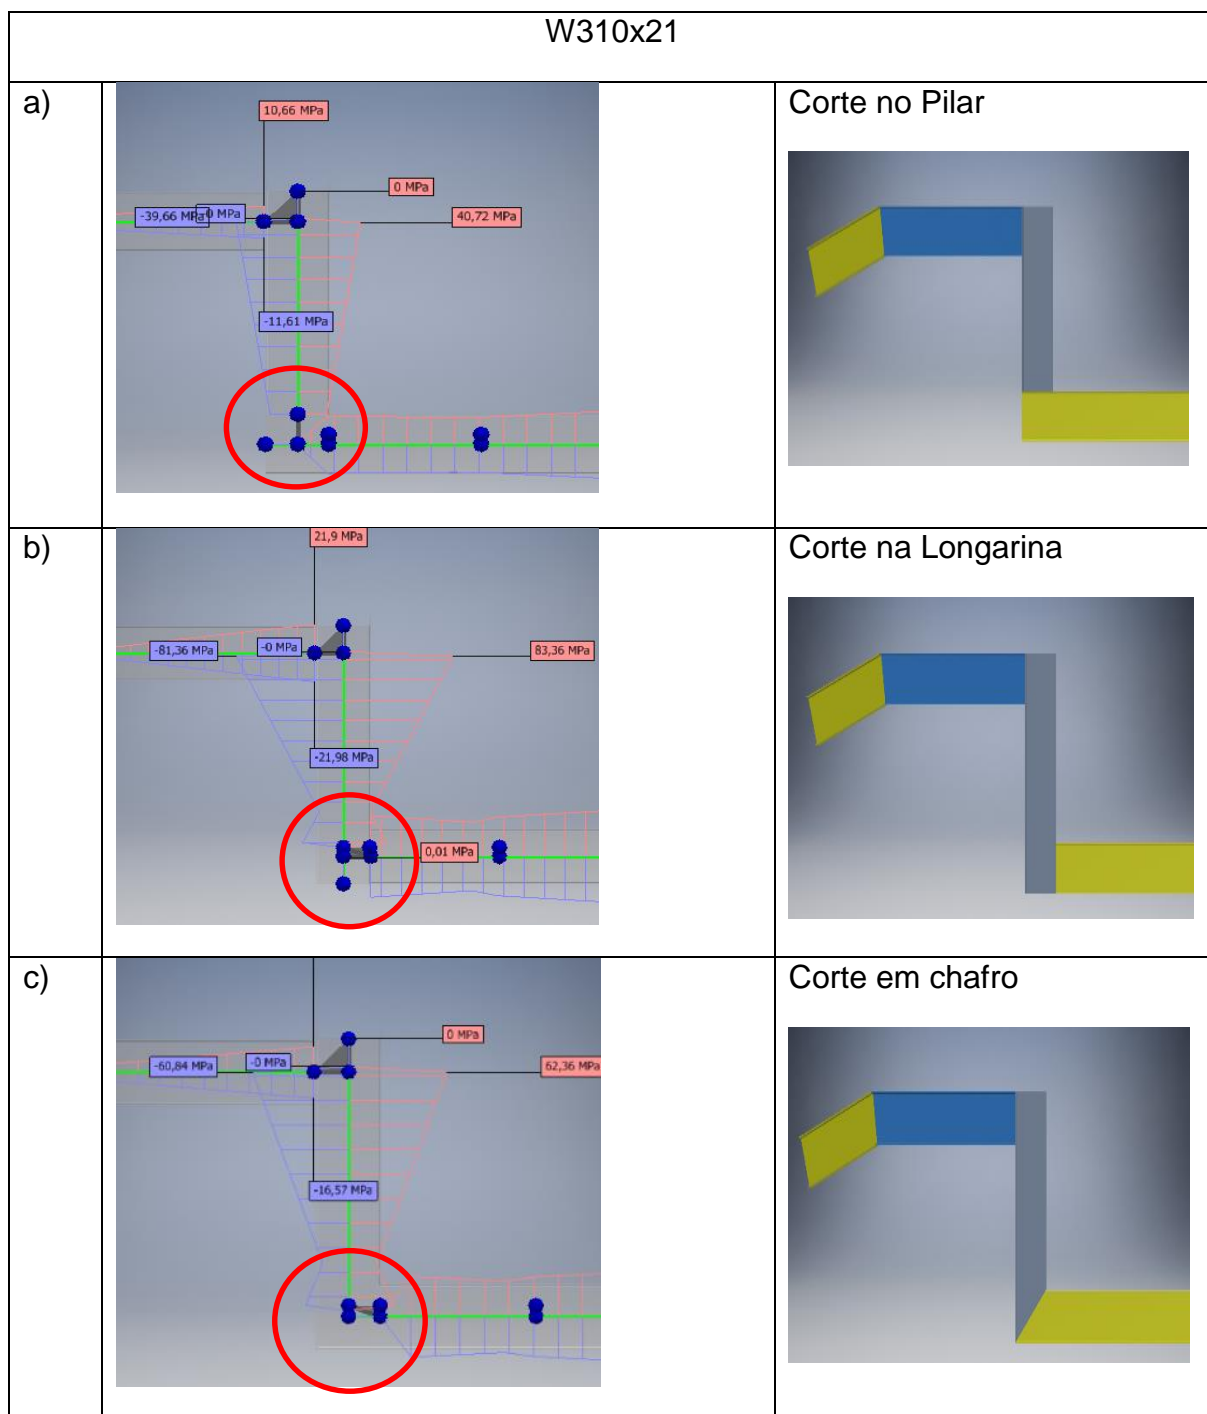 W310x21
a)
10,66 MPa
0 MPa
-39,66 MPa
-0 MPa
40,72 MPa
-11,61 MPa
Corte no Pilar
b)
21,9 MPa
-81,36 MPa
-0 MPa
83,36 MPa
-21,98 MPa
0,01 MPa
Corte na Longarina
c)
0 MPa
-60,84 MPa
-0 MPa
62,36 MPa
-16,57 MPa
Corte em chafro